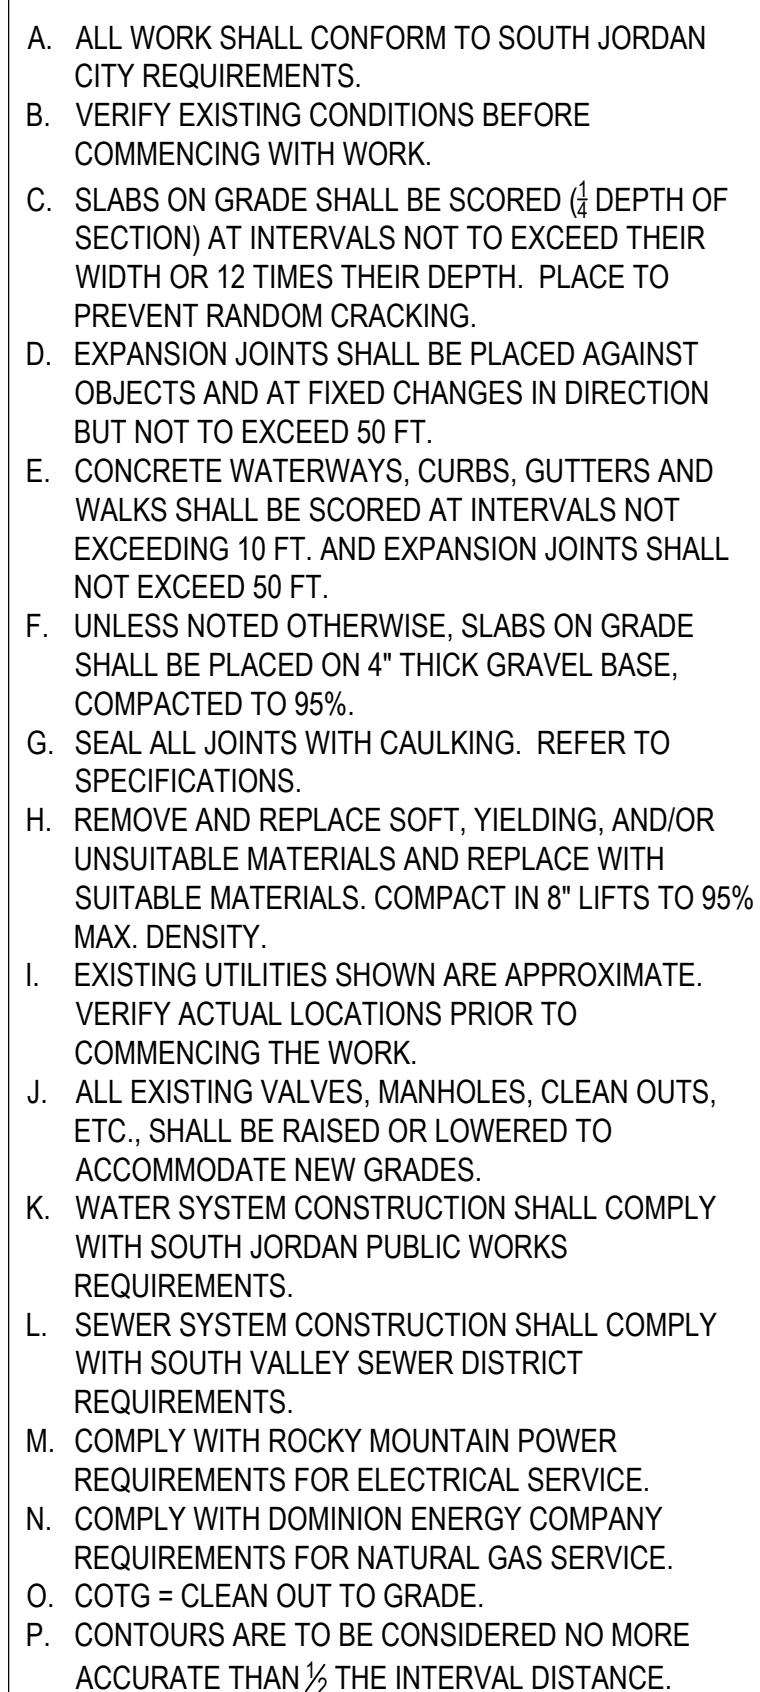 A. ALL WORK SHALL CONFORM TO SOUTH JORDAN
CITY REQUIREMENTS.
B. VERIFY EXISTING CONDITIONS BEFORE
COMMENCING WITH WORK.
C. SLABS ON GRADE SHALL BE SCORED (¼ DEPTH OF
SECTION) AT INTERVALS NOT TO EXCEED THEIR
WIDTH OR 12 TIMES THEIR DEPTH. PLACE TO
PREVENT RANDOM CRACKING.
D. EXPANSION JOINTS SHALL BE PLACED AGAINST
OBJECTS AND AT FIXED CHANGES IN DIRECTION
BUT NOT TO EXCEED 50 FT.
E. CONCRETE WATERWAYS, CURBS, GUTTERS AND
WALKS SHALL BE SCORED AT INTERVALS NOT
EXCEEDING 10 FT. AND EXPANSION JOINTS SHALL
NOT EXCEED 50 FT.
F. UNLESS NOTED OTHERWISE, SLABS ON GRADE
SHALL BE PLACED ON 4" THICK GRAVEL BASE,
COMPACTED TO 95%.
G. SEAL ALL JOINTS WITH CAULKING. REFER TO
SPECIFICATIONS.
H. REMOVE AND REPLACE SOFT, YIELDING, AND/OR
UNSUITABLE MATERIALS AND REPLACE WITH
SUITABLE MATERIALS. COMPACT IN 8" LIFTS TO 95%
MAX. DENSITY.
I. EXISTING UTILITIES SHOWN ARE APPROXIMATE.
VERIFY ACTUAL LOCATIONS PRIOR TO
COMMENCING THE WORK.
J. ALL EXISTING VALVES, MANHOLES, CLEAN OUTS,
ETC., SHALL BE RAISED OR LOWERED TO
ACCOMMODATE NEW GRADES.
K. WATER SYSTEM CONSTRUCTION SHALL COMPLY
WITH SOUTH JORDAN PUBLIC WORKS
REQUIREMENTS.
L. SEWER SYSTEM CONSTRUCTION SHALL COMPLY
WITH SOUTH VALLEY SEWER DISTRICT
REQUIREMENTS.
M. COMPLY WITH ROCKY MOUNTAIN POWER
REQUIREMENTS FOR ELECTRICAL SERVICE.
N. COMPLY WITH DOMINION ENERGY COMPANY
REQUIREMENTS FOR NATURAL GAS SERVICE.
O. COTG = CLEAN OUT TO GRADE.
P. CONTOURS ARE TO BE CONSIDERED NO MORE
ACCURATE THAN ½ THE INTERVAL DISTANCE.